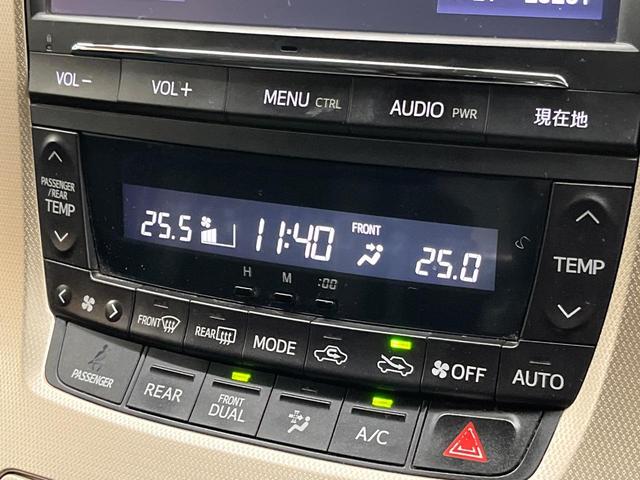 VOL− VOL+ MENU CTRL AUDIO PWR 現在地
PASSENGER
/REAR
TEMP
25.5 11:40 FRONT 25.0
H M :00
TEMP
FRONT REAR MODE OFF AUTO
PASSENGER REAR FRONT DUAL A/C